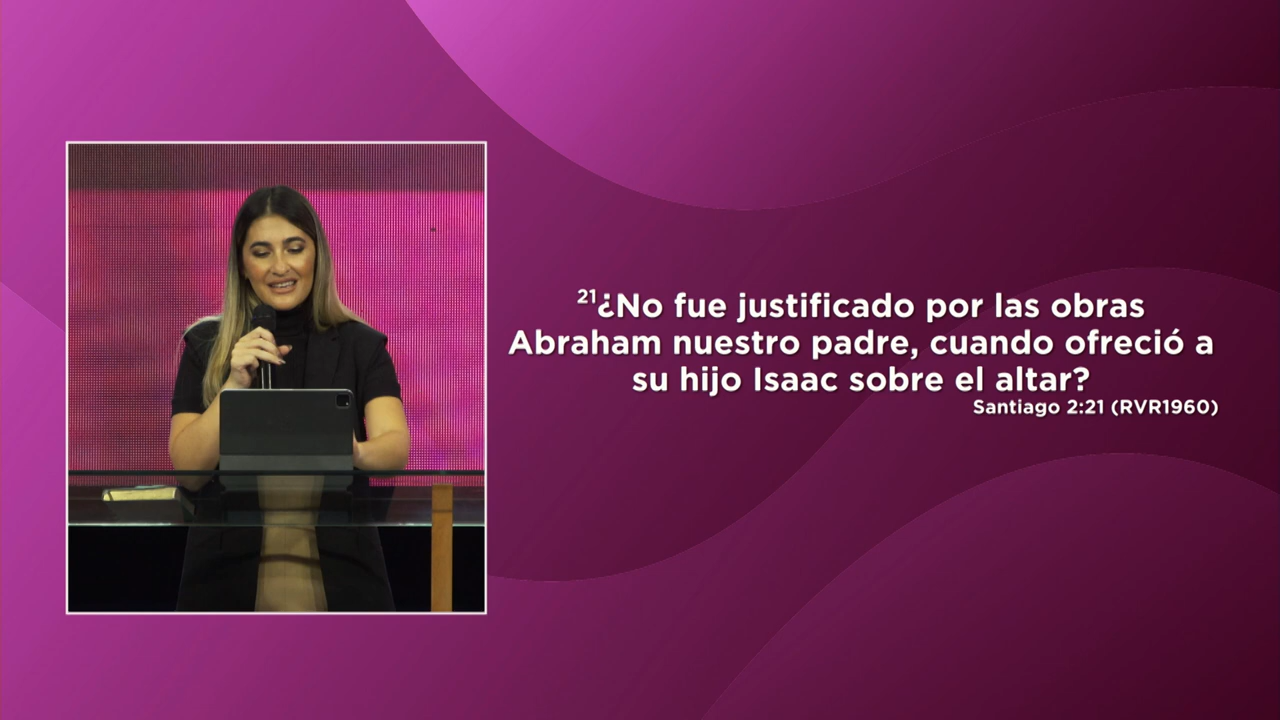 21¿No fue justificado por las obras
Abraham nuestro padre, cuando ofreció a
su hijo Isaac sobre el altar?
Santiago 2:21 (RVR1960)